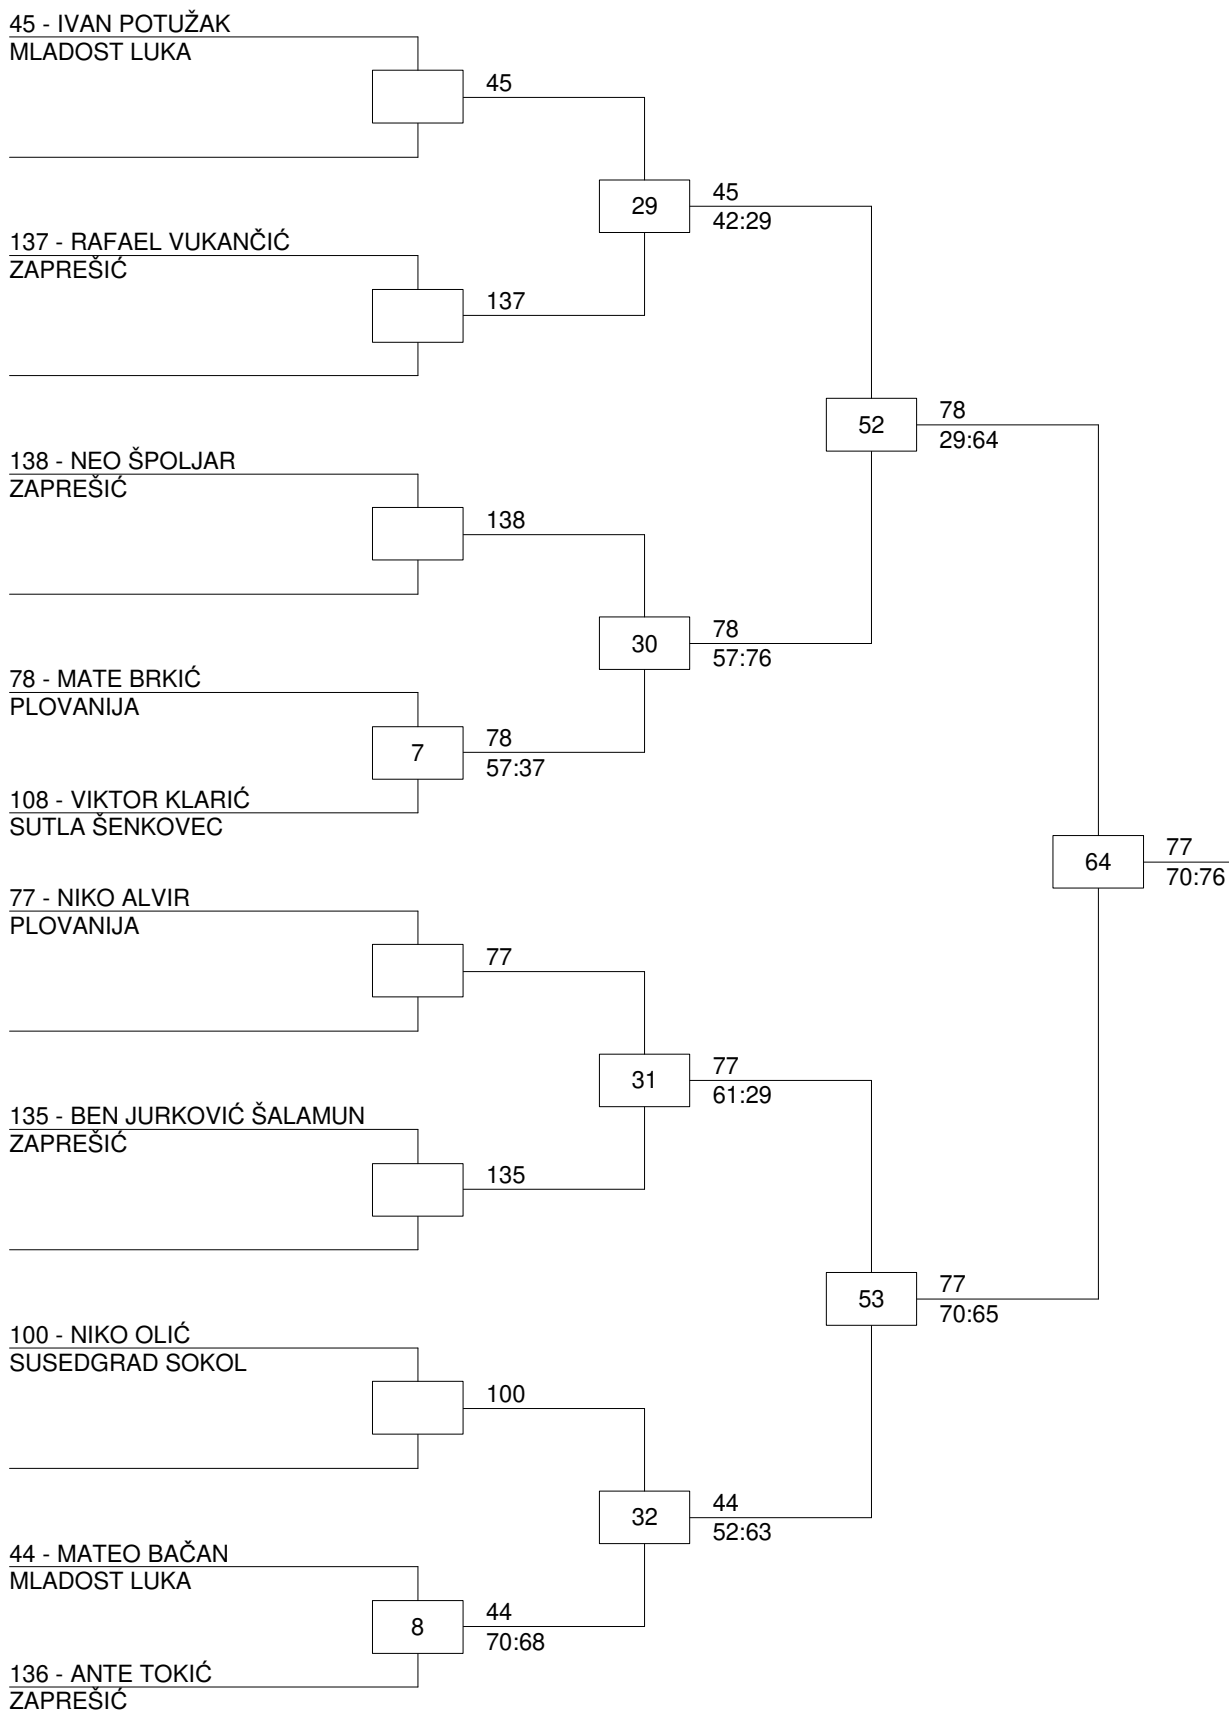 45 - IVAN POTUŽAK
MLADOST LUKA
45
29
45
42:29
137 - RAFAEL VUKANČIĆ
ZAPREŠIĆ
137
52
78
29:64
138 - NEO ŠPOLJAR
ZAPREŠIĆ
138
30
78
57:76
78 - MATE BRKIĆ
PLOVANIJA
7
78
57:37
108 - VIKTOR KLARIĆ
SUTLA ŠENKOVEC
64
77
70:76
77 - NIKO ALVIR
PLOVANIJA
77
31
77
61:29
135 - BEN JURKOVIĆ ŠALAMUN
ZAPREŠIĆ
135
53
77
70:65
100 - NIKO OLIĆ
SUSEDGRAD SOKOL
100
32
44
52:63
44 - MATEO BAČAN
MLADOST LUKA
8
44
70:68
136 - ANTE TOKIĆ
ZAPREŠIĆ